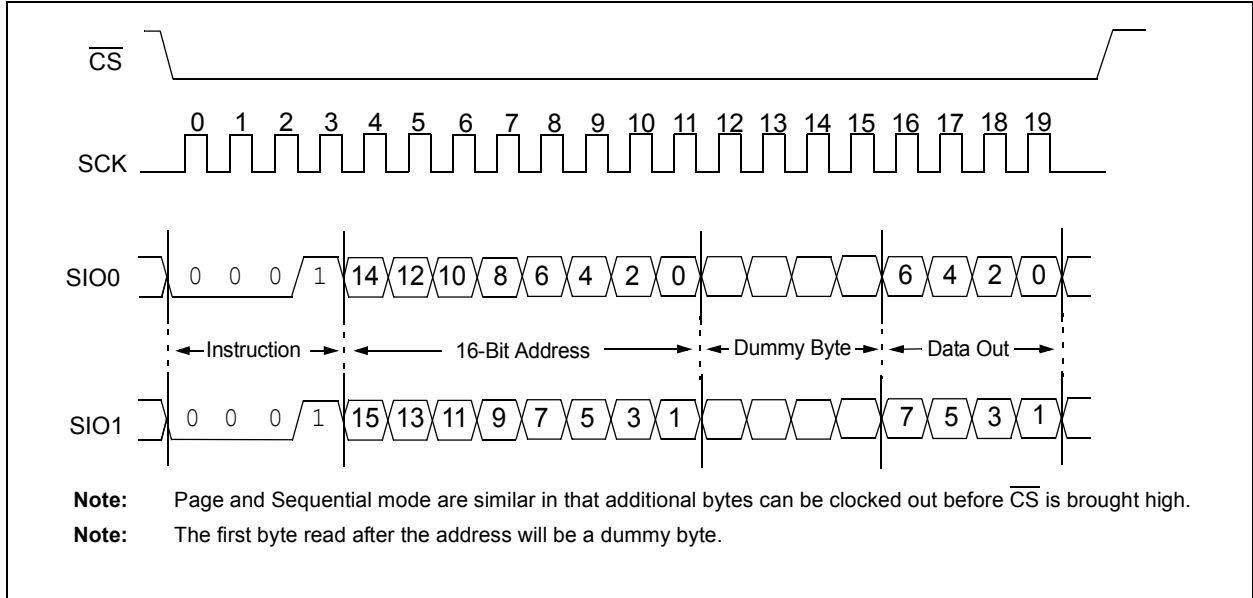 CS
0 1 2 3 4 5 6 7 8 9 10 11 12 13 14 15 16 17 18 19
SCK
SIO0 0 0 0 1 14 12 10 8 6 4 2 0 6 4 2 0
Instruction 16-Bit Address Dummy Byte Data Out
SIO1 0 0 0 1 15 13 11 9 7 5 3 1 7 5 3 1
Note: Page and Sequential mode are similar in that additional bytes can be clocked out before CS is brought high.
Note: The first byte read after the address will be a dummy byte.